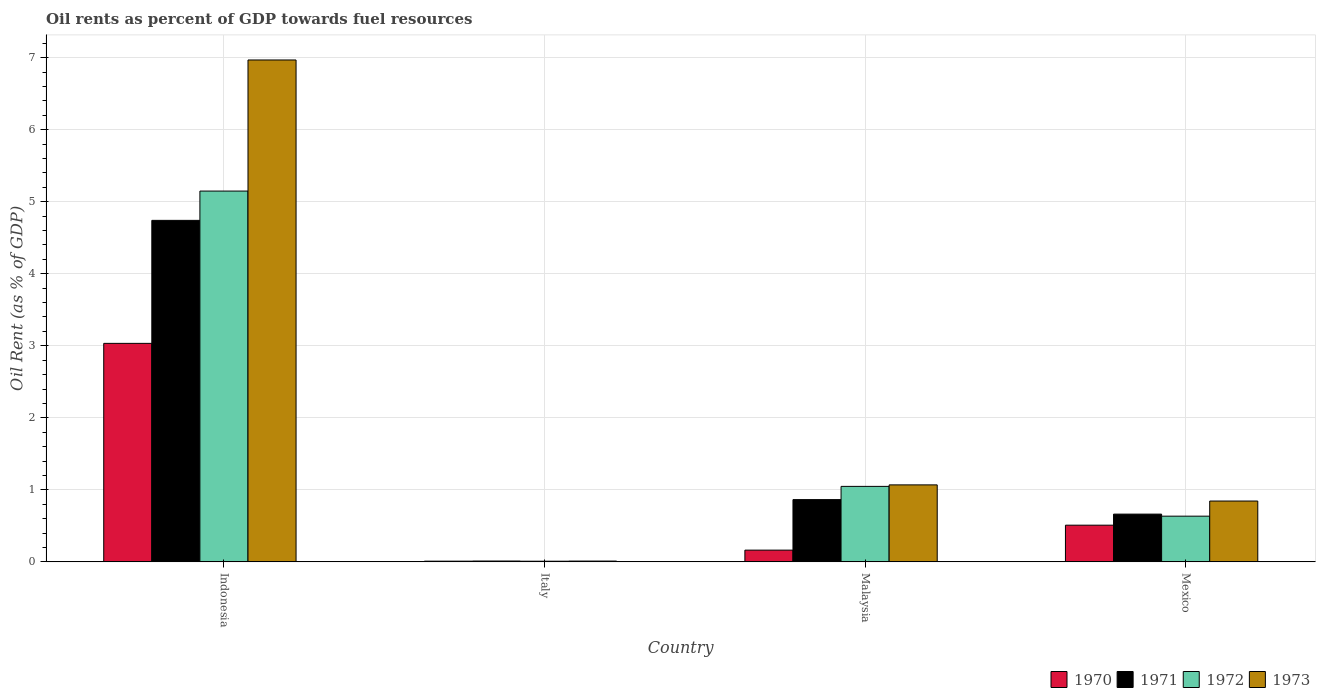 Oil rents as percent of GDP towards fuel resources
Oil Rent (as % of GDP)
7
6
5
4
3
2
1
0
Indonesia
Italy
Malaysia
Mexico
Country
1970
1971
1972
1973